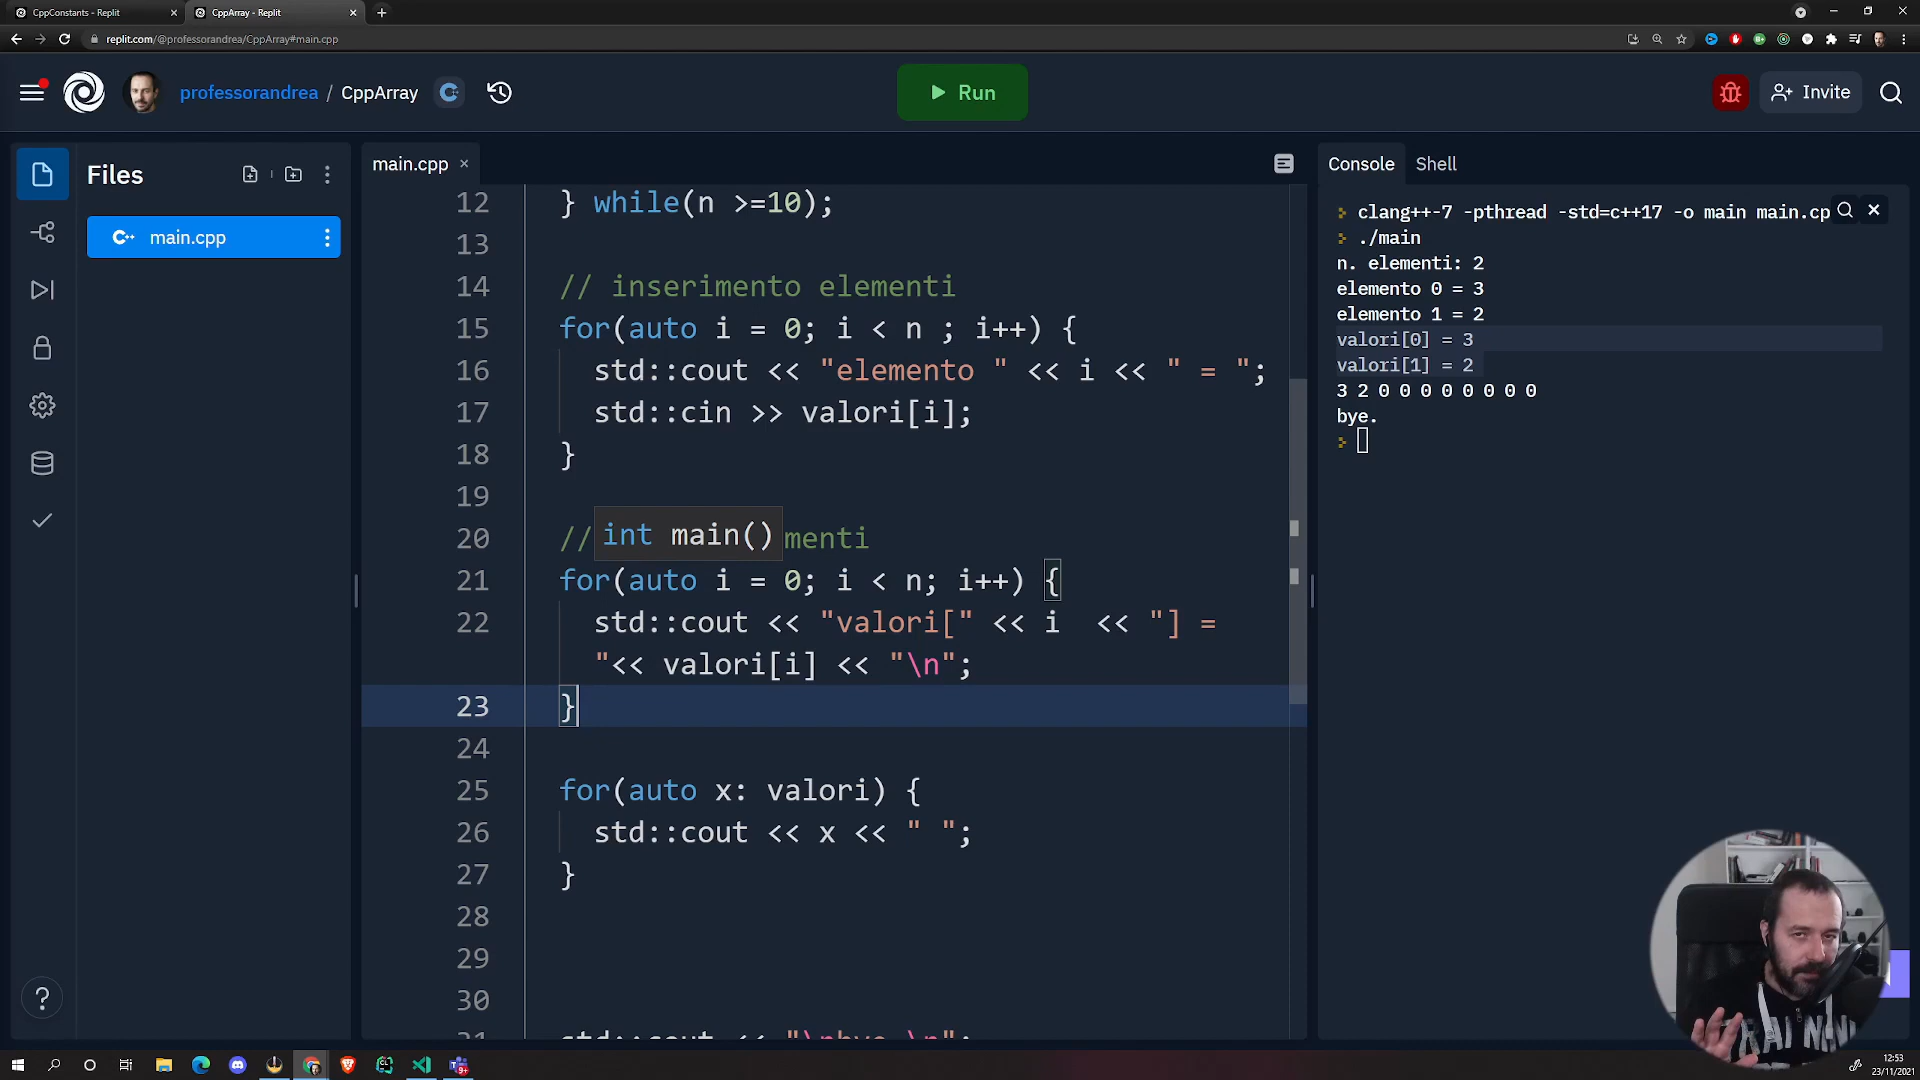 CppConstants - Replit
CppArray - Replit
replit.com/@professorandrea/CppArray#main.cpp
professorandrea / CppArray
Run
Invite
Files
main.cpp
main.cpp
Console
Shell
12 } while(n >=10);
13
14 // inserimento elementi
15 for(auto i = 0; i < n ; i++) {
16 std::cout << "elemento " << i << " = ";
17 std::cin >> valori[i];
18 }
19
20 // int main() menti
21 for(auto i = 0; i < n; i++) {
22 std::cout << "valori[" << i  << "] =
"<< valori[i] << "\n";
23 }
24
25 for(auto x: valori) {
26 std::cout << x << " ";
27 }
28
29
30
clang++-7 -pthread -std=c++17 -o main main.cp
./main
n. elementi: 2
elemento 0 = 3
elemento 1 = 2
valori[0] = 3
valori[1] = 2
3 2 0 0 0 0 0 0 0 0
bye.
?
12:53
23/11/2021